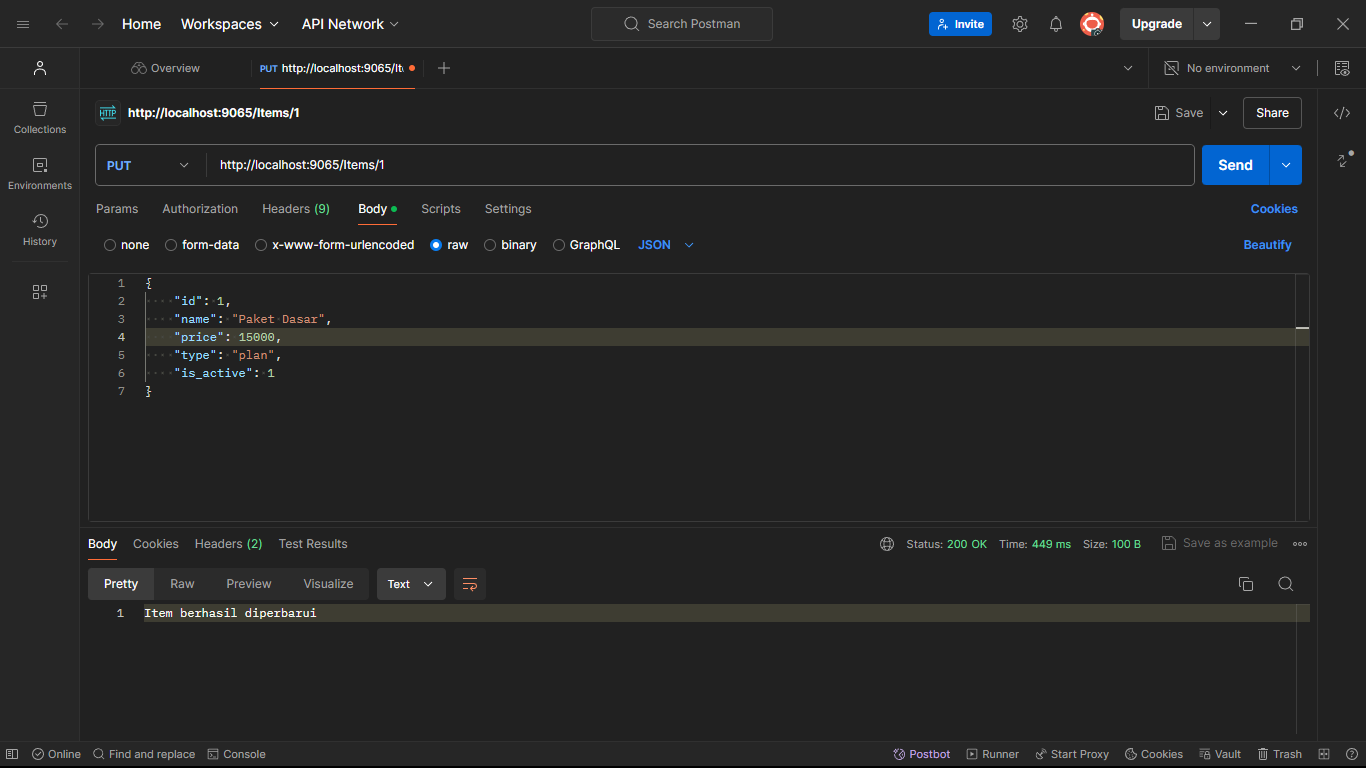 Home Workspaces API Network Search Postman Invite Upgrade
Overview PUT http://localhost:9065/It No environment
HTTP http://localhost:9065/Items/1 Save Share
Collections
Environments
History
PUT http://localhost:9065/Items/1 Send
Params Authorization Headers (9) Body Scripts Settings Cookies
none form-data x-www-form-urlencoded raw binary GraphQL JSON Beautify
1 {
2 "id": 1,
3 "name": "Paket Dasar",
4 "price": 15000,
5 "type": "plan",
6 "is_active": 1
7 }
Body Cookies Headers (2) Test Results Status: 200 OK Time: 449 ms Size: 100 B Save as example
Pretty Raw Preview Visualize Text
1 Item berhasil diperbarui
Online Find and replace Console Postbot Runner Start Proxy Cookies Vault Trash